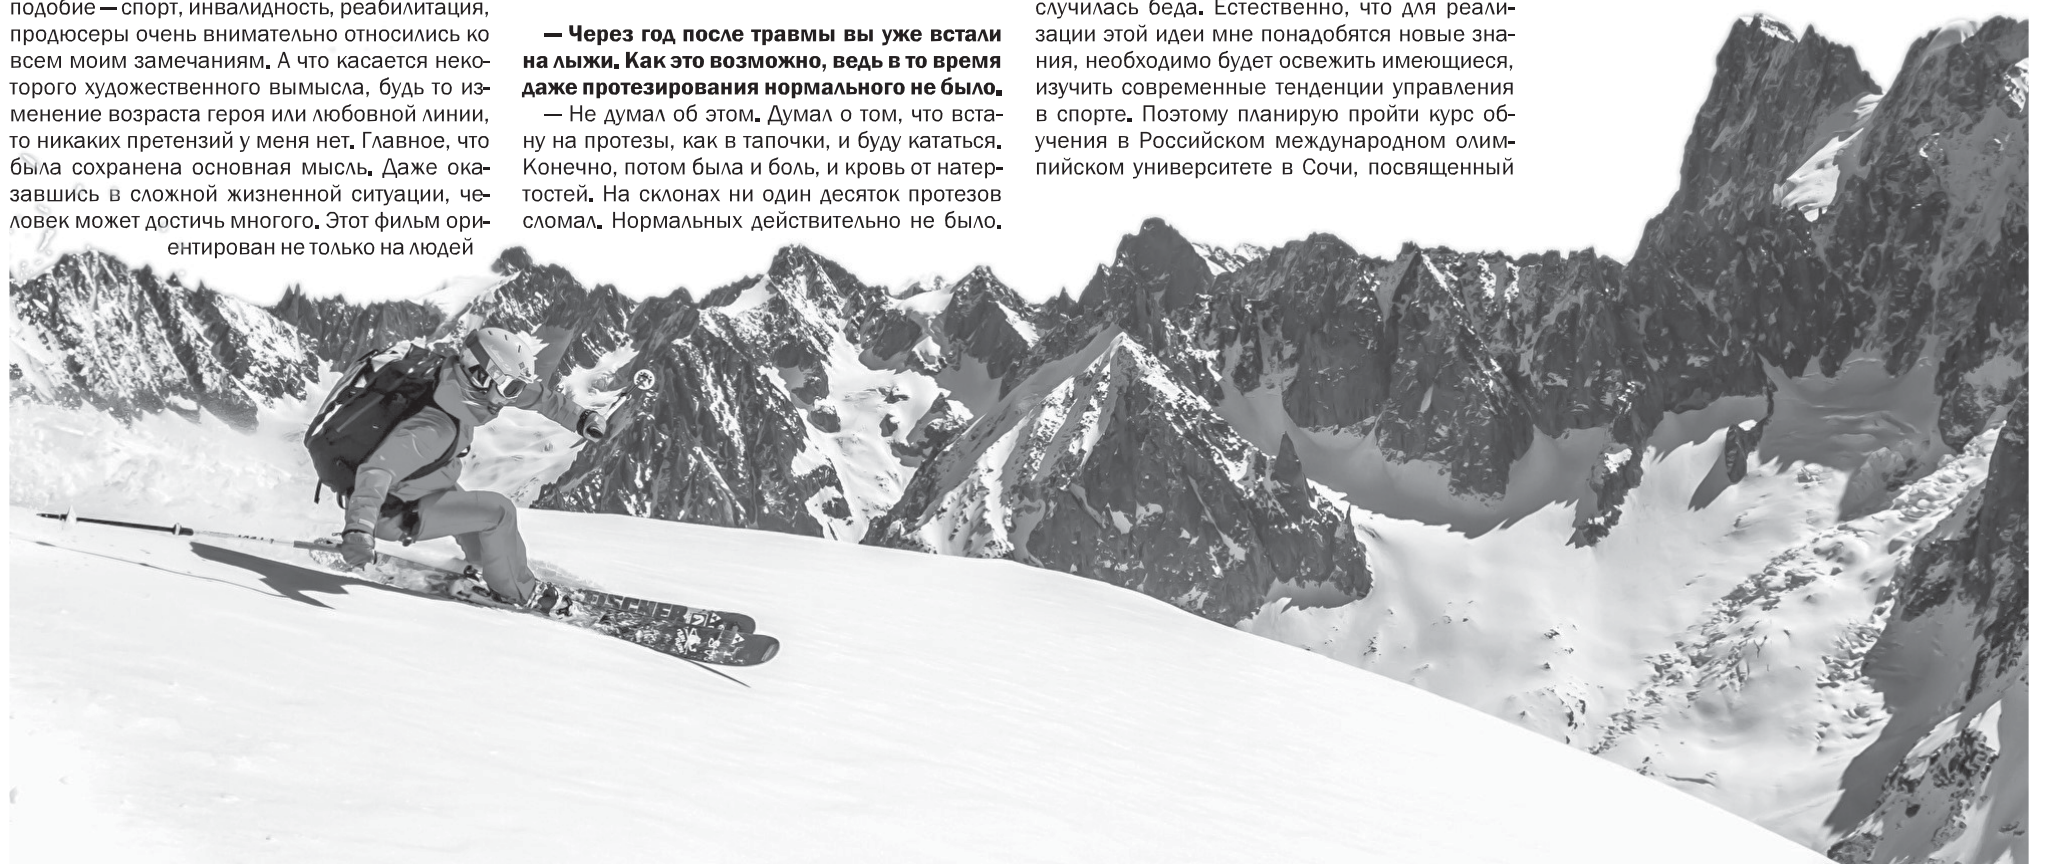 подобие — спорт, инвалидность, реабилитация,
продюсеры очень внимательно относились ко
всем моим замечаниям. А что касается неко-
торого художественного вымысла, будь то из-
менение возраста героя или любовной линии,
то никаких претензий у меня нет. Главное, что
была сохранена основная мысль. Даже ока-
завшись в сложной жизненной ситуации, че-
ловек может достичь многого. Этот фильм ори-
ентирован не только на людей
— Через год после травмы вы уже встали
на лыжи. Как это возможно, ведь в то время
даже протезирования нормального не было.
— Не думал об этом. Думал о том, что вста-
ну на протезы, как в тапочки, и буду кататься.
Конечно, потом была и боль, и кровь от натер-
тостей. На склонах ни один десяток протезов
сломал. Нормальных действительно не было.
случилась беда. Естественно, что для реали-
зации этой идеи мне понадобятся новые зна-
ния, необходимо будет освежить имеющиеся,
изучить современные тенденции управления
в спорте. Поэтому планирую пройти курс об-
учения в Российском международном олим-
пийском университете в Сочи, посвященный
FISCHER